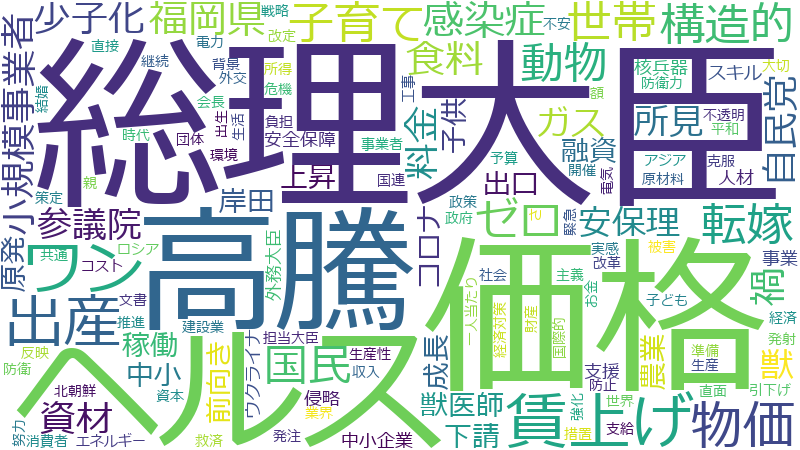 少子化
福岡県
戦略
子育て
感染症
世帯
構造的
直接
改定
不安
電力
継続
背景
外交
所得
危機
工事
食料
動物
核兵器
防衛力
スキル
大切
額
結婚
小規模事業者
総理大臣
会長
出生
生活
負担
時代
団体
環境
安全保障
事業者
料金
子供
ガス
所見
不透明
平和
自民党
親
策定
岸田
上昇
国連
予算
融資
開催
電気
アジア
原材料
克服
人材
出口
原発
参議院
高騰
コロナ
政策
政府
ゼロ
緊急
安保理
転嫁
共通
ワン
ロシア
コスト
外務大臣
価格
実感
改革
被害
禍
事業
社会
主義
お金
子ども
一人当たり
経済対策
財産
国際的
出産
文書
推進
建設業
担当大臣
経済
発射
反映
防衛
稼働
中小
前向き
ウクライナ
国民
生産性
収入
成長
農業
準備
生産
獣
支援
防止
直面
引下げ
ヘルス
北朝鮮
資本
侵略
業界
獣医師
賃上げ
強化
世界
支給
措置
物価
努力
資材
消費者
エネルギー
救済
発注
中小企業
下請